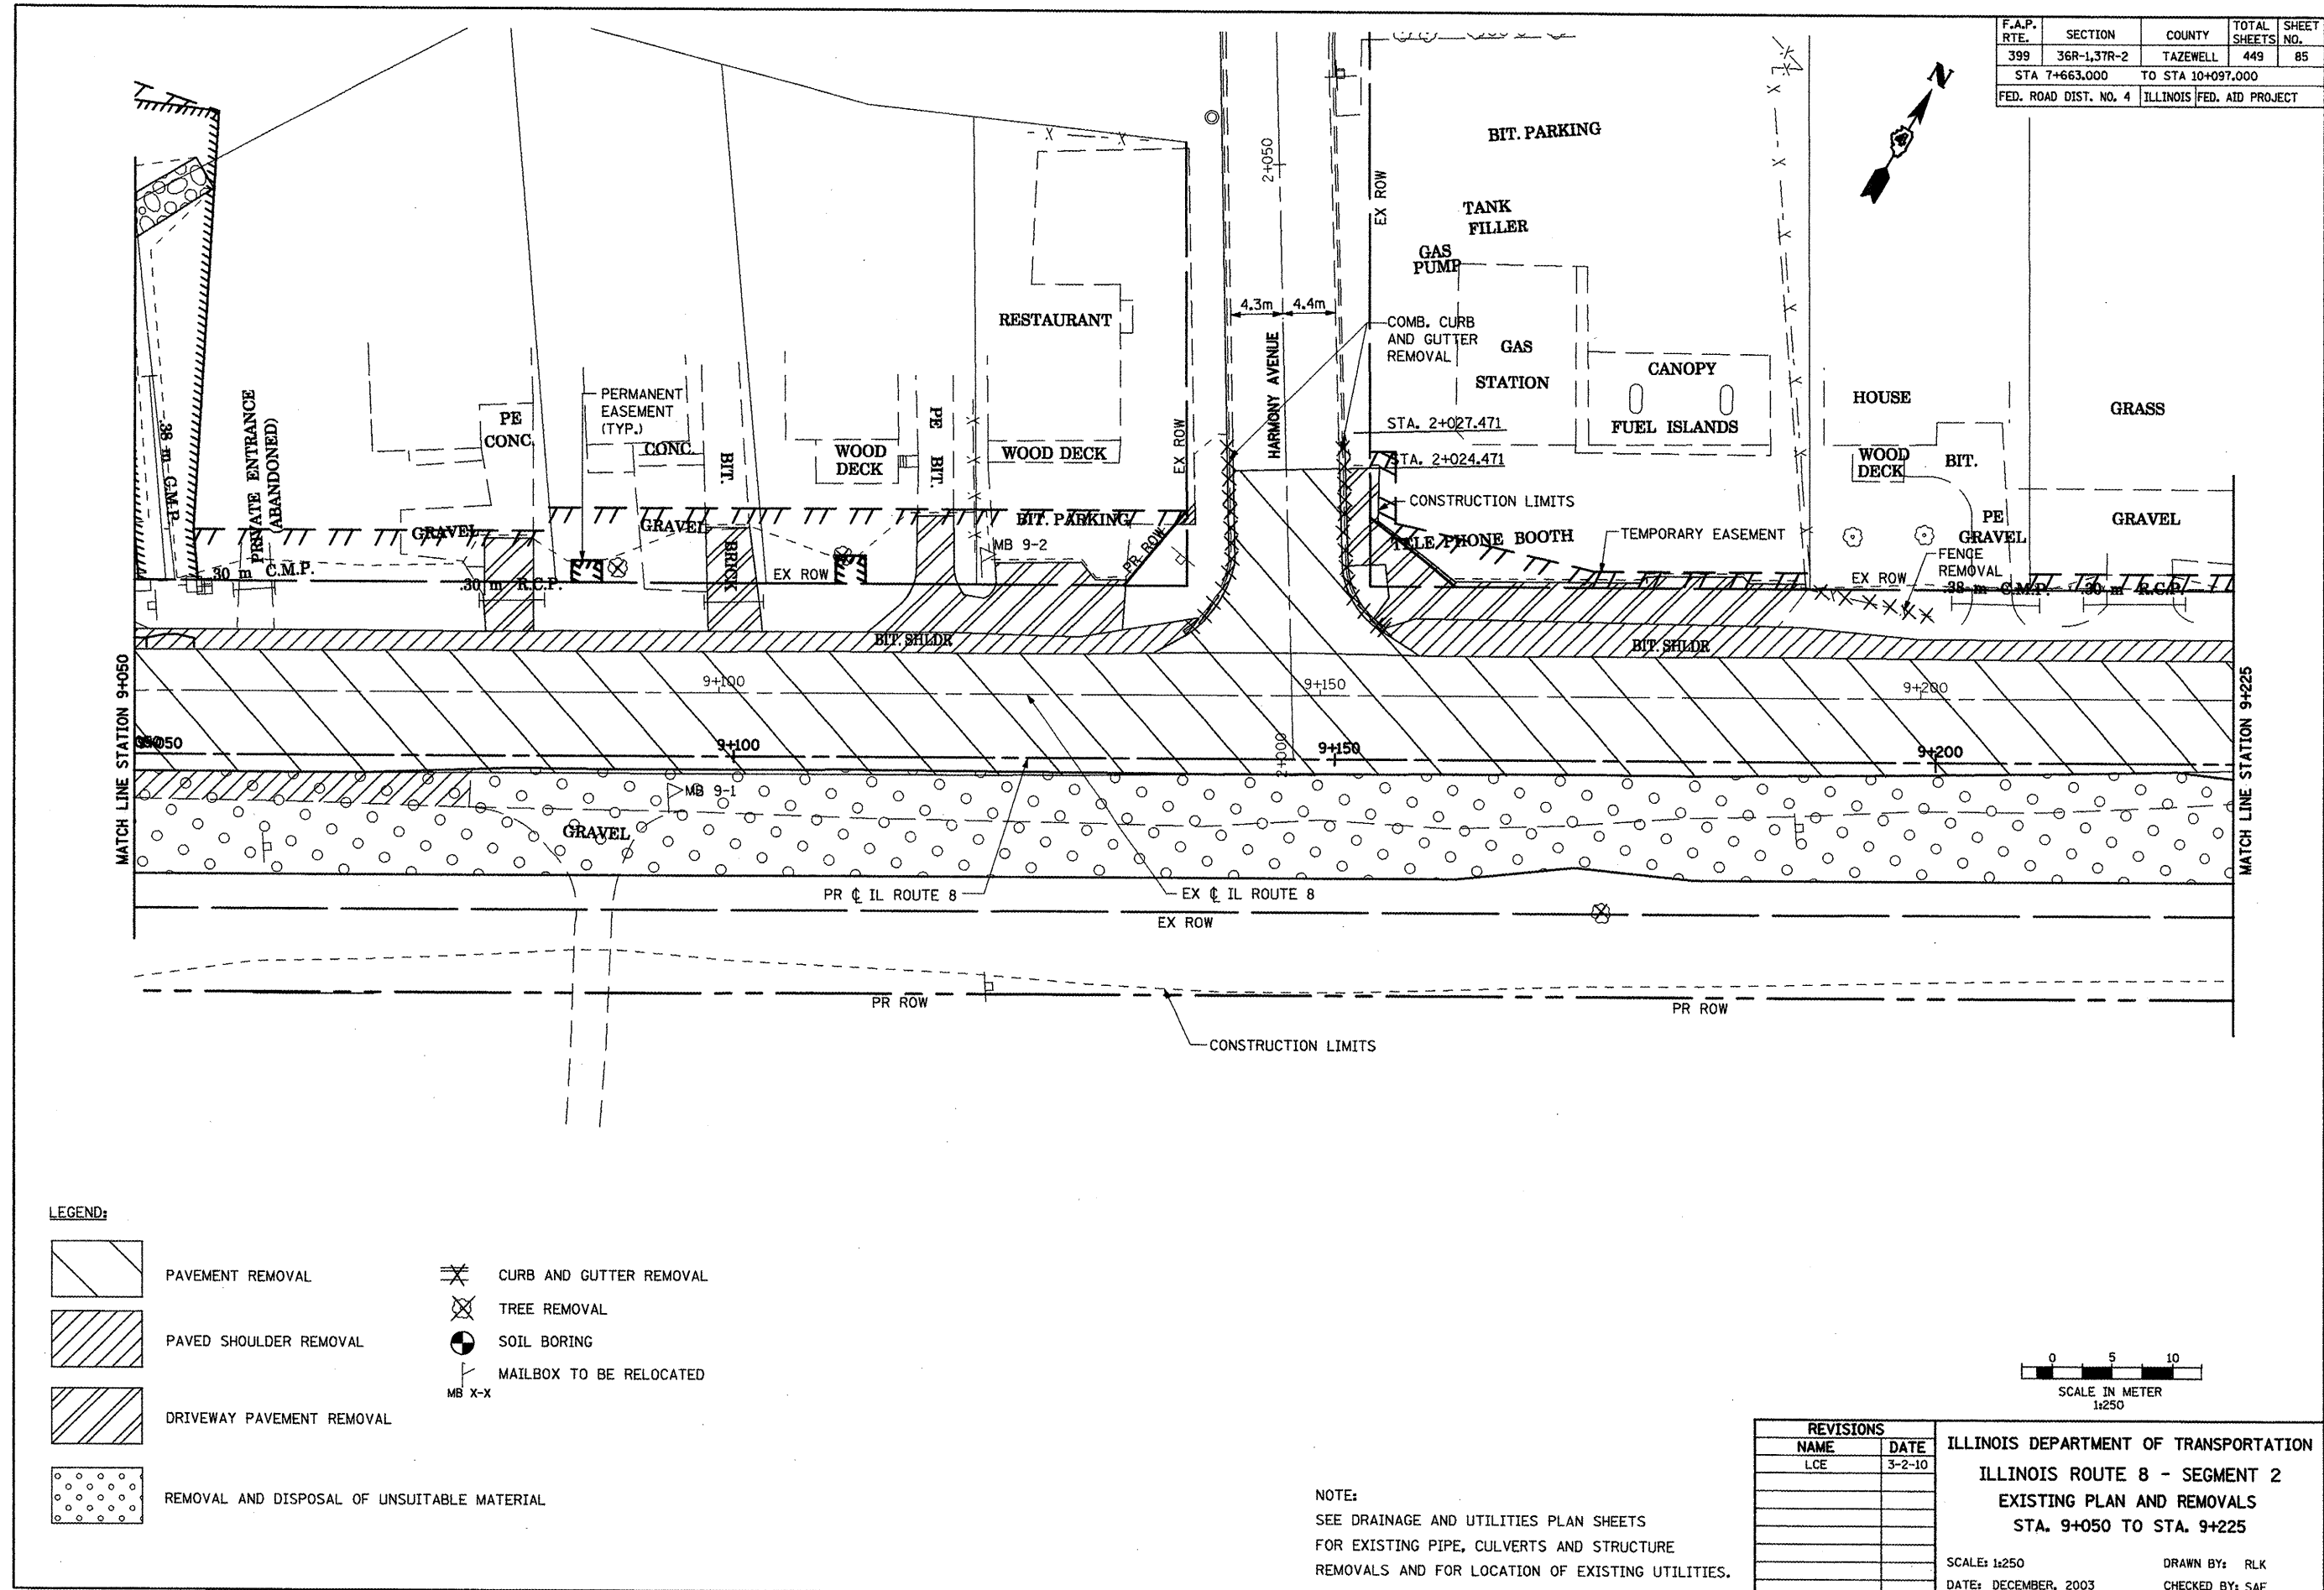 F.A.P. RTE. SECTION COUNTY TOTAL SHEETS SHEET NO.
399 36R-1,37R-2 TAZEWELL 449 85
STA 7+663.000 TO STA 10+097.000
FED. ROAD DIST. NO. 4 ILLINOIS FED. AID PROJECT
N
BIT. PARKING
2+050
EX ROW
TANK
FILLER
GAS
PUMP
4.3m 4.4m
RESTAURANT
COMB. CURB
AND GUTTER
REMOVAL
HARMONY AVENUE
GAS
STATION
CANOPY
FUEL ISLANDS
HOUSE
GRASS
PERMANENT
EASEMENT
(TYP.)
PE
CONC.
PRIVATE ENTRANCE
(ABANDONED)
.38 m C.M.P.
CONC.
BIT.
WOOD
DECK
PE
BIT.
WOOD DECK
EX ROW
STA. 2+027.471
STA. 2+024.471
WOOD
DECK
BIT.
CONSTRUCTION LIMITS
GRAVEL
GRAVEL
BIT. PARKING
TELEPHONE BOOTH
TEMPORARY EASEMENT
PE
GRAVEL
GRAVEL
BRICK
MB 9-2
PR ROW
FENCE
REMOVAL
.30 m C.M.P.
.30 m R.C.P.
EX ROW
EX ROW
.38 m C.M.P.
.30 m R.C.P.
BIT. SHLDR
BIT. SHLDR
MATCH LINE STATION 9+050
9+100
9+150
9+200
MATCH LINE STATION 9+225
9+050
9+100
2+000
9+150
9+200
MB 9-1
GRAVEL
PR ℄ IL ROUTE 8
EX ℄ IL ROUTE 8
EX ROW
PR ROW
PR ROW
CONSTRUCTION LIMITS
LEGEND:
PAVEMENT REMOVAL
PAVED SHOULDER REMOVAL
DRIVEWAY PAVEMENT REMOVAL
REMOVAL AND DISPOSAL OF UNSUITABLE MATERIAL
CURB AND GUTTER REMOVAL
TREE REMOVAL
SOIL BORING
MAILBOX TO BE RELOCATED
MB X-X
0 5 10
SCALE IN METER
1:250
NOTE:
SEE DRAINAGE AND UTILITIES PLAN SHEETS
FOR EXISTING PIPE, CULVERTS AND STRUCTURE
REMOVALS AND FOR LOCATION OF EXISTING UTILITIES.
REVISIONS
NAME DATE
LCE 3-2-10
ILLINOIS DEPARTMENT OF TRANSPORTATION
ILLINOIS ROUTE 8 - SEGMENT 2
EXISTING PLAN AND REMOVALS
STA. 9+050 TO STA. 9+225
SCALE: 1:250 DRAWN BY: RLK
DATE: DECEMBER, 2003 CHECKED BY: SAF